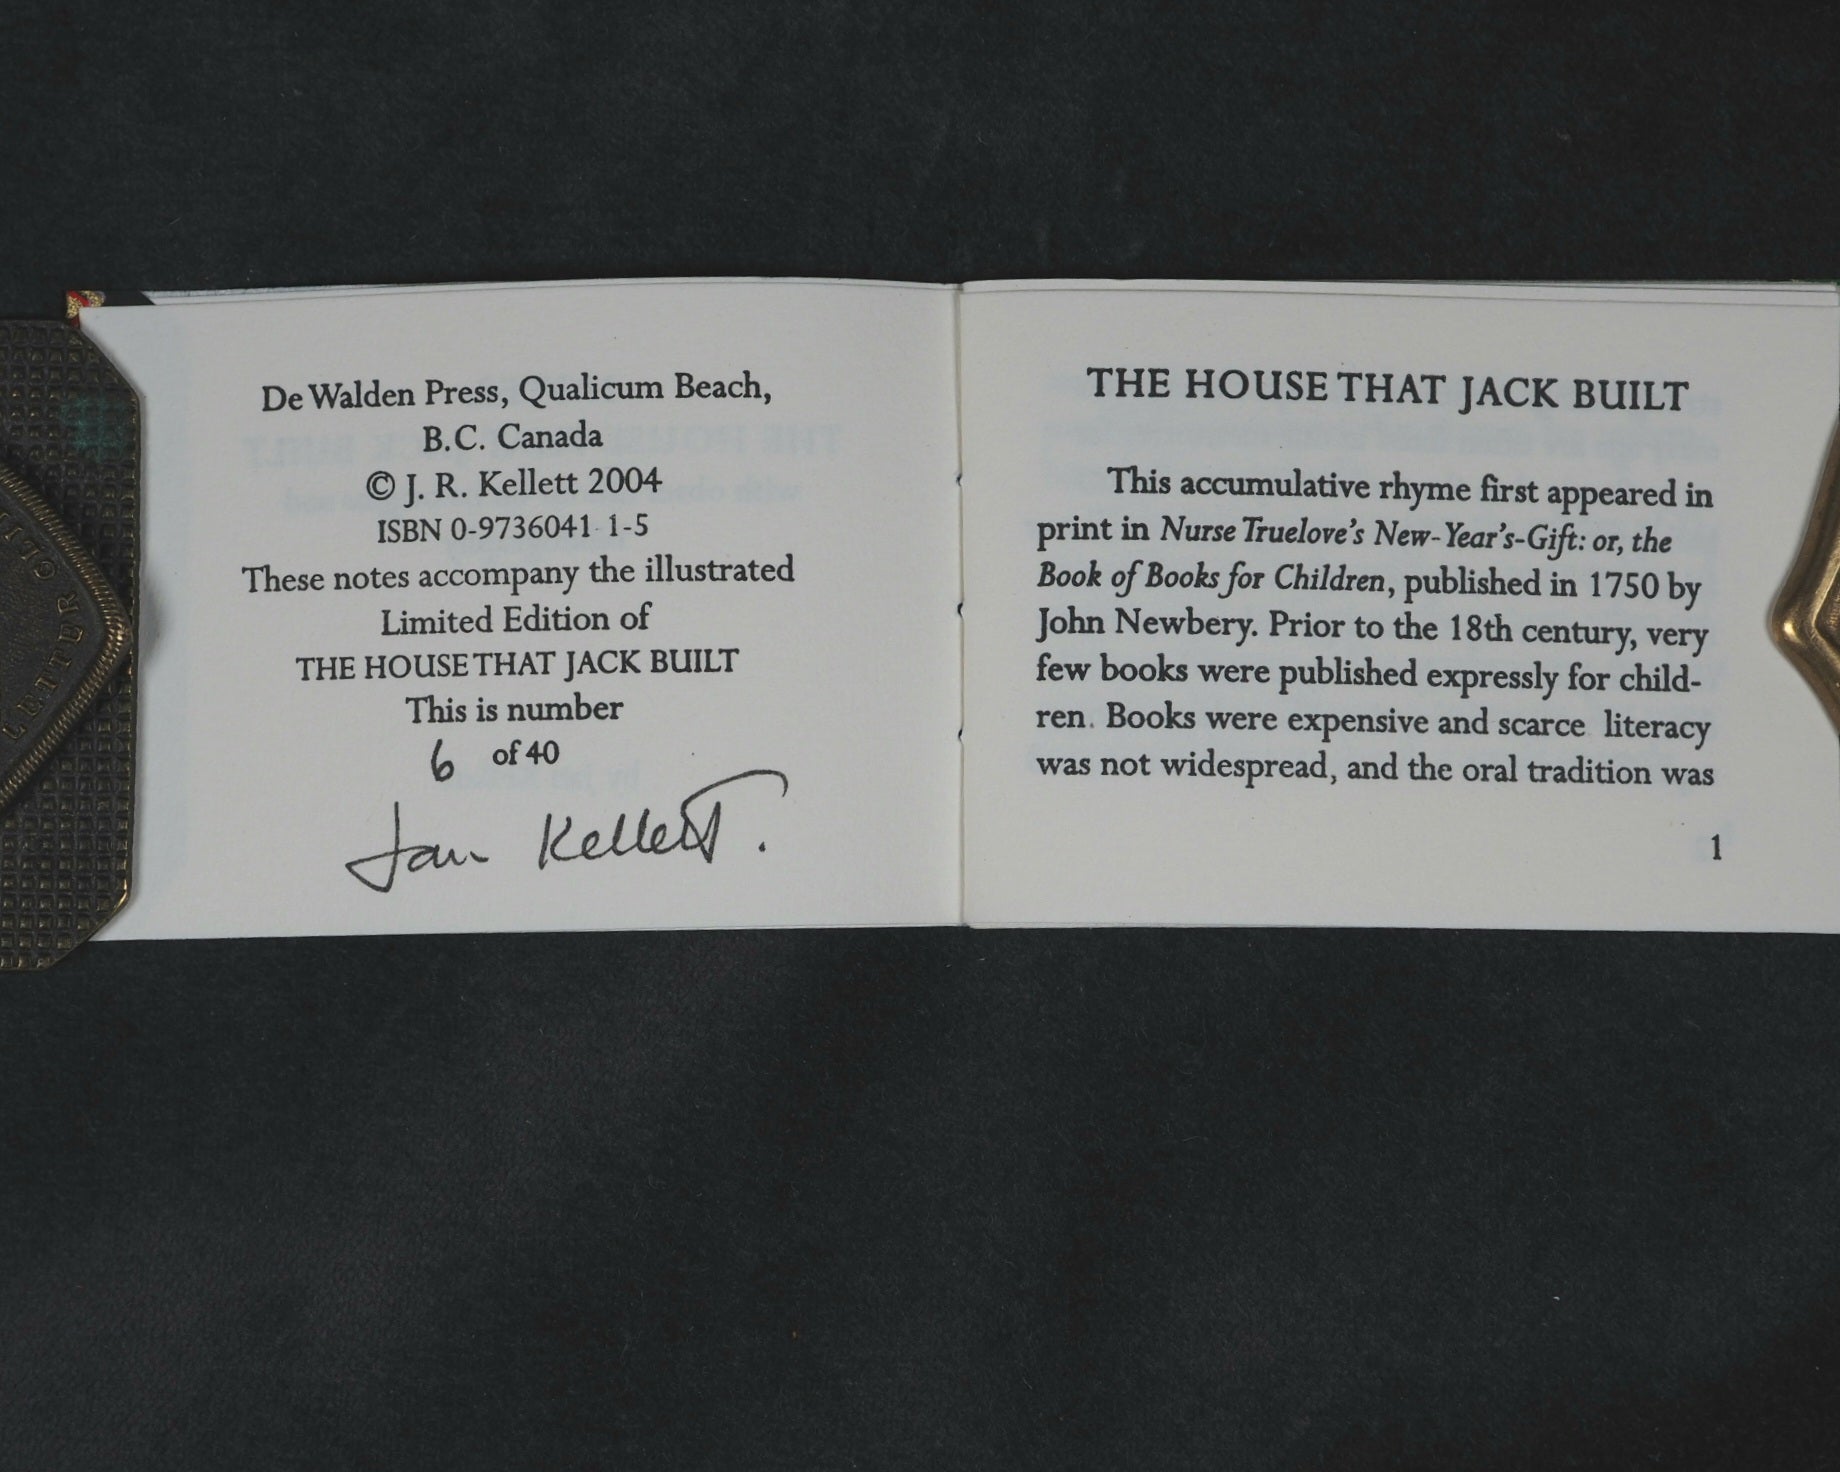 De Walden Press, Qualicum Beach,
B.C. Canada
© J. R. Kellett 2004
ISBN 0-9736041 1-5
These notes accompany the illustrated
Limited Edition of
THE HOUSE THAT JACK BUILT
This is number
6 of 40
Jan Kellett.
THE HOUSE THAT JACK BUILT
This accumulative rhyme first appeared in
print in Nurse Truelove's New-Year's-Gift: or, the
Book of Books for Children, published in 1750 by
John Newbery. Prior to the 18th century, very
few books were published expressly for child-
ren. Books were expensive and scarce literacy
was not widespread, and the oral tradition was
1
LETTER